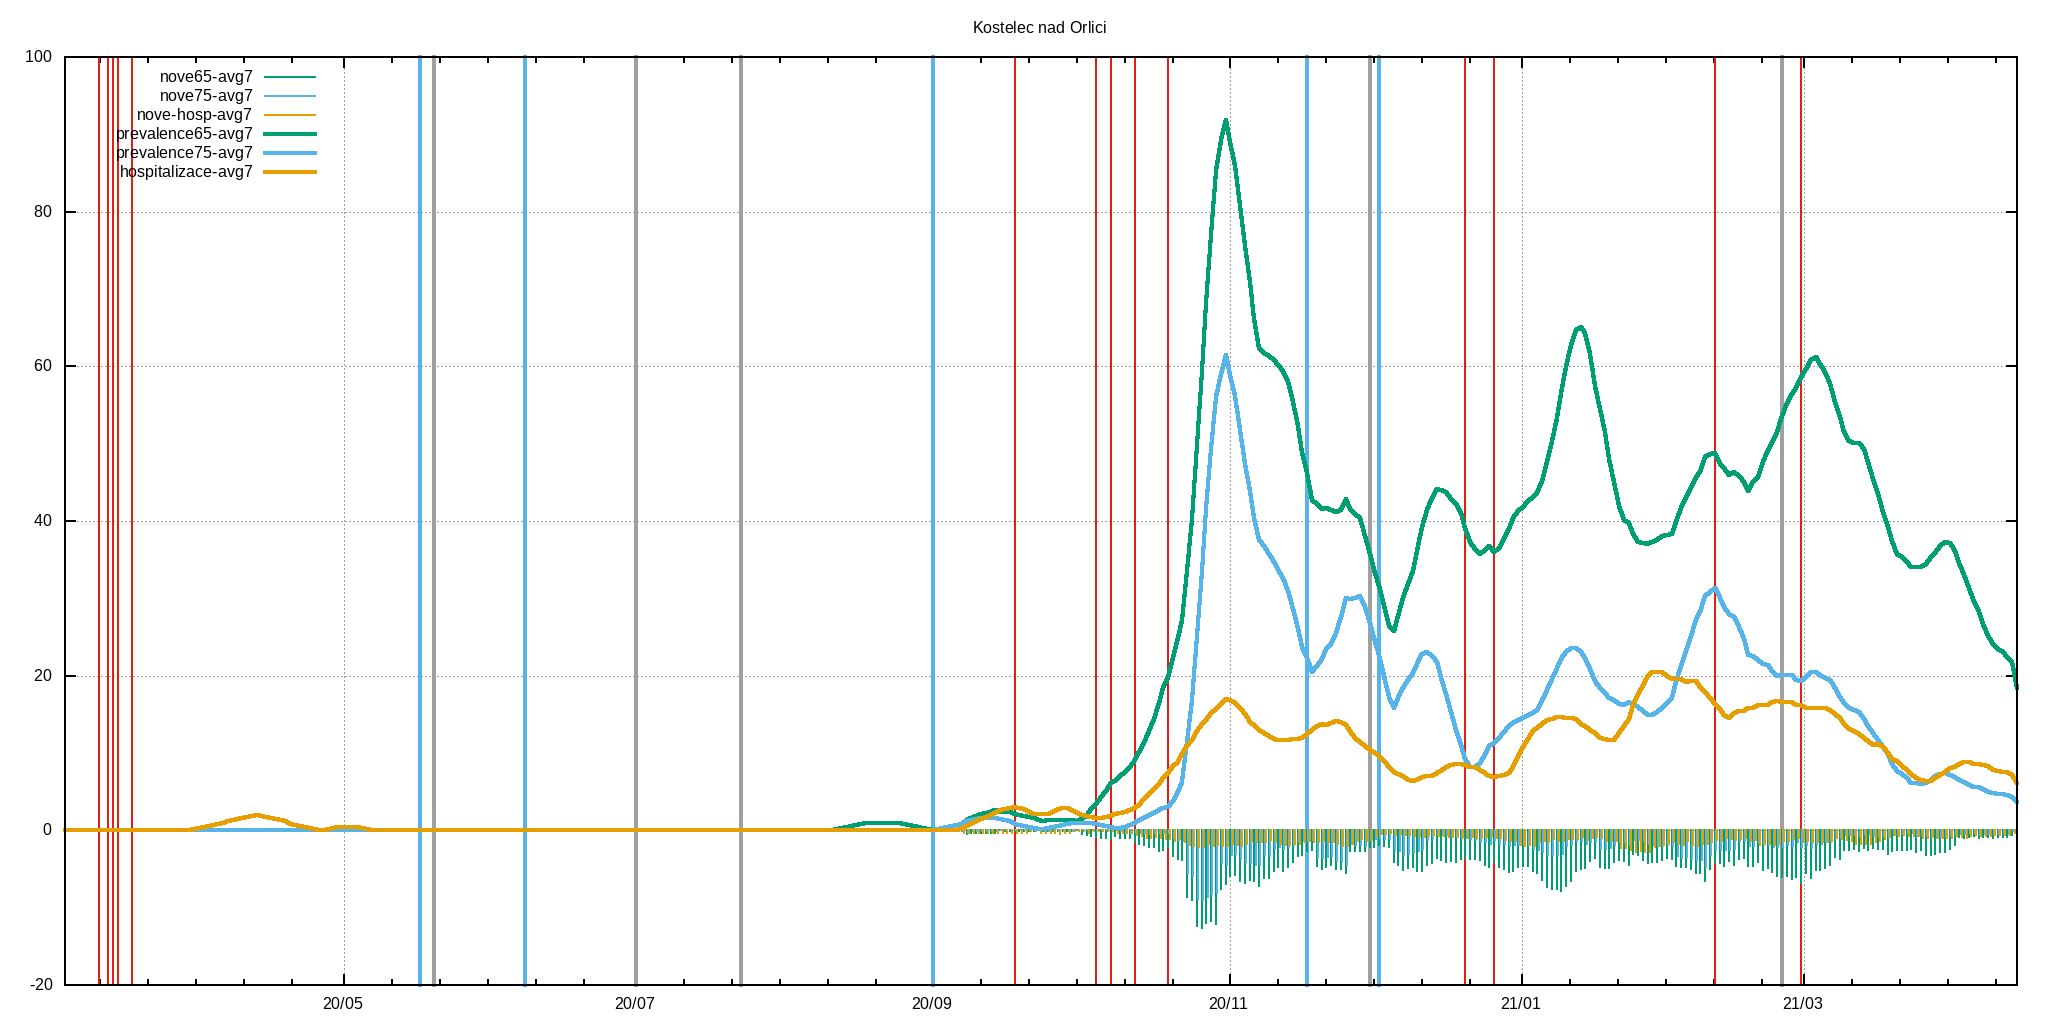 Kostelec nad Orlici
100
80
60
40
20
0
-20
nove65-avg7
nove75-avg7
nove-hosp-avg7
prevalence65-avg7
prevalence75-avg7
hospitalizace-avg7
20/05
20/07
20/09
20/11
21/01
21/03